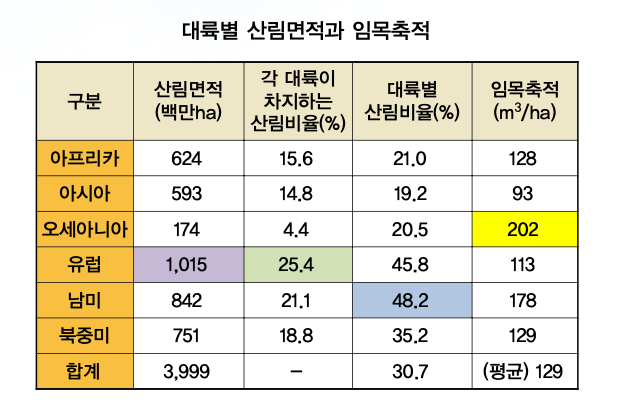 대륙별 산림면적과 임목축적
구분 산림면적 (백만ha) 각 대륙이 차지하는 산림비율(%) 대륙별 산림비율(%) 임목축적 (m³/ha)
아프리카 624 15.6 21.0 128
아시아 593 14.8 19.2 93
오세아니아 174 4.4 20.5 202
유럽 1,015 25.4 45.8 113
남미 842 21.1 48.2 178
북중미 751 18.8 35.2 129
합계 3,999 – 30.7 (평균) 129